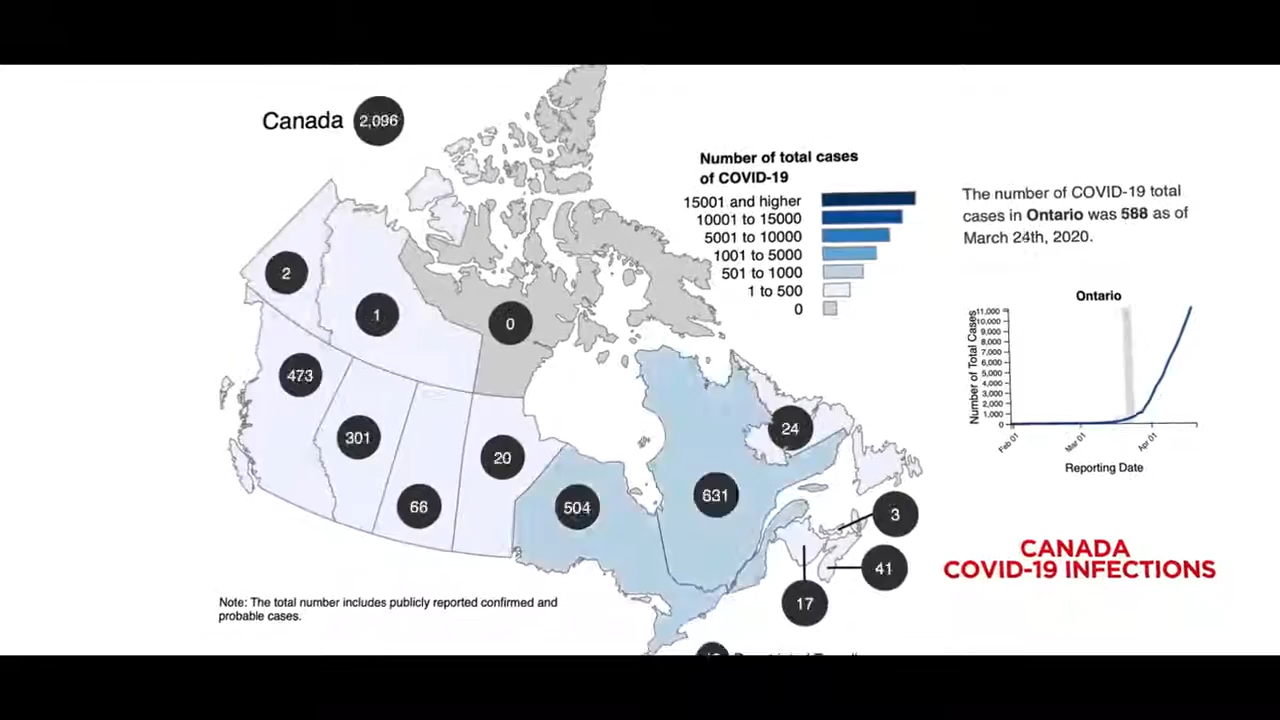 Canada 2,096
Number of total cases
of COVID-19
15001 and higher
10001 to 15000
5001 to 10000
1001 to 5000
501 to 1000
1 to 500
0
The number of COVID-19 total
cases in Ontario was 588 as of
March 24th, 2020.
2
1
0
473
301
66
20
504
631
24
3
41
17
Ontario
Number of Total Cases
11,000
10,000
9,000
8,000
7,000
6,000
5,000
4,000
3,000
2,000
1,000
0
Feb 01
Mar 01
Apr 01
Reporting Date
CANADA
COVID-19 INFECTIONS
Note: The total number includes publicly reported confirmed and
probable cases.